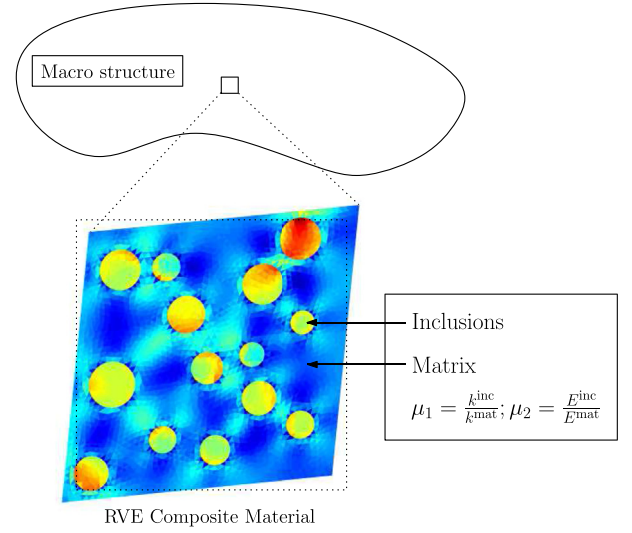 Macro structure
Inclusions
Matrix
μ₁ = k^inc/k^mat; μ₂ = E^inc/E^mat
RVE Composite Material